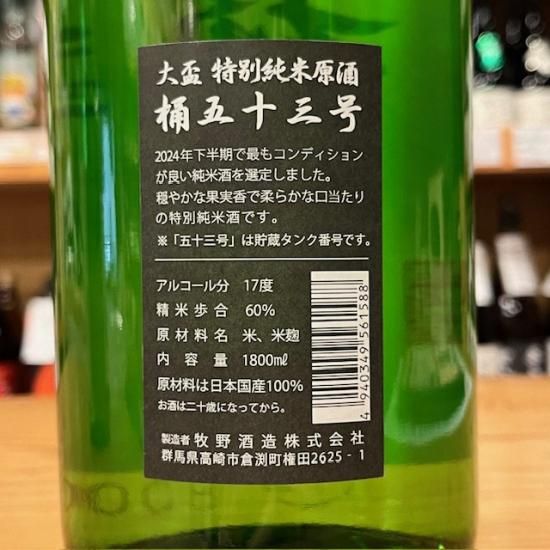 大盃 特別純米原酒
桶五十三号
2024年下半期で最もコンディション
が良い純米酒を選定しました。
穏やかな果実香で柔らかな口当たり
の特別純米酒です。
※「五十三号」は貯蔵タンク番号です。
アルコール分 17度
精米歩合 60%
原材料名 米、米麹
内容量 1800㎖
原材料は日本国産100%
お酒は二十歳になってから。
4 940349 561588
製造者 牧野酒造株式会社
群馬県高崎市倉渕町権田2625-1